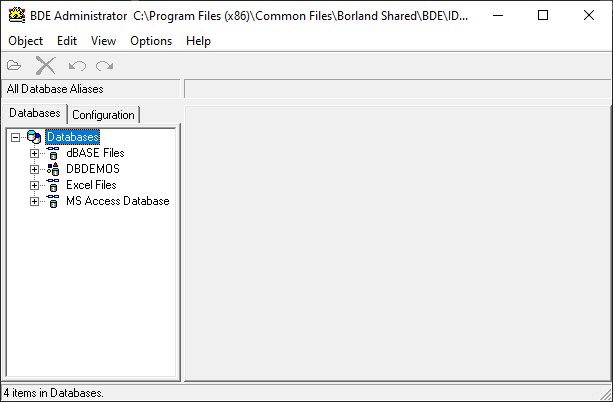 BDE Administrator C:\Program Files (x86)\Common Files\Borland Shared\BDE\ID...
Object Edit View Options Help
All Database Aliases
Databases Configuration
Databases
dBASE Files
DBDEMOS
Excel Files
MS Access Database
4 items in Databases.